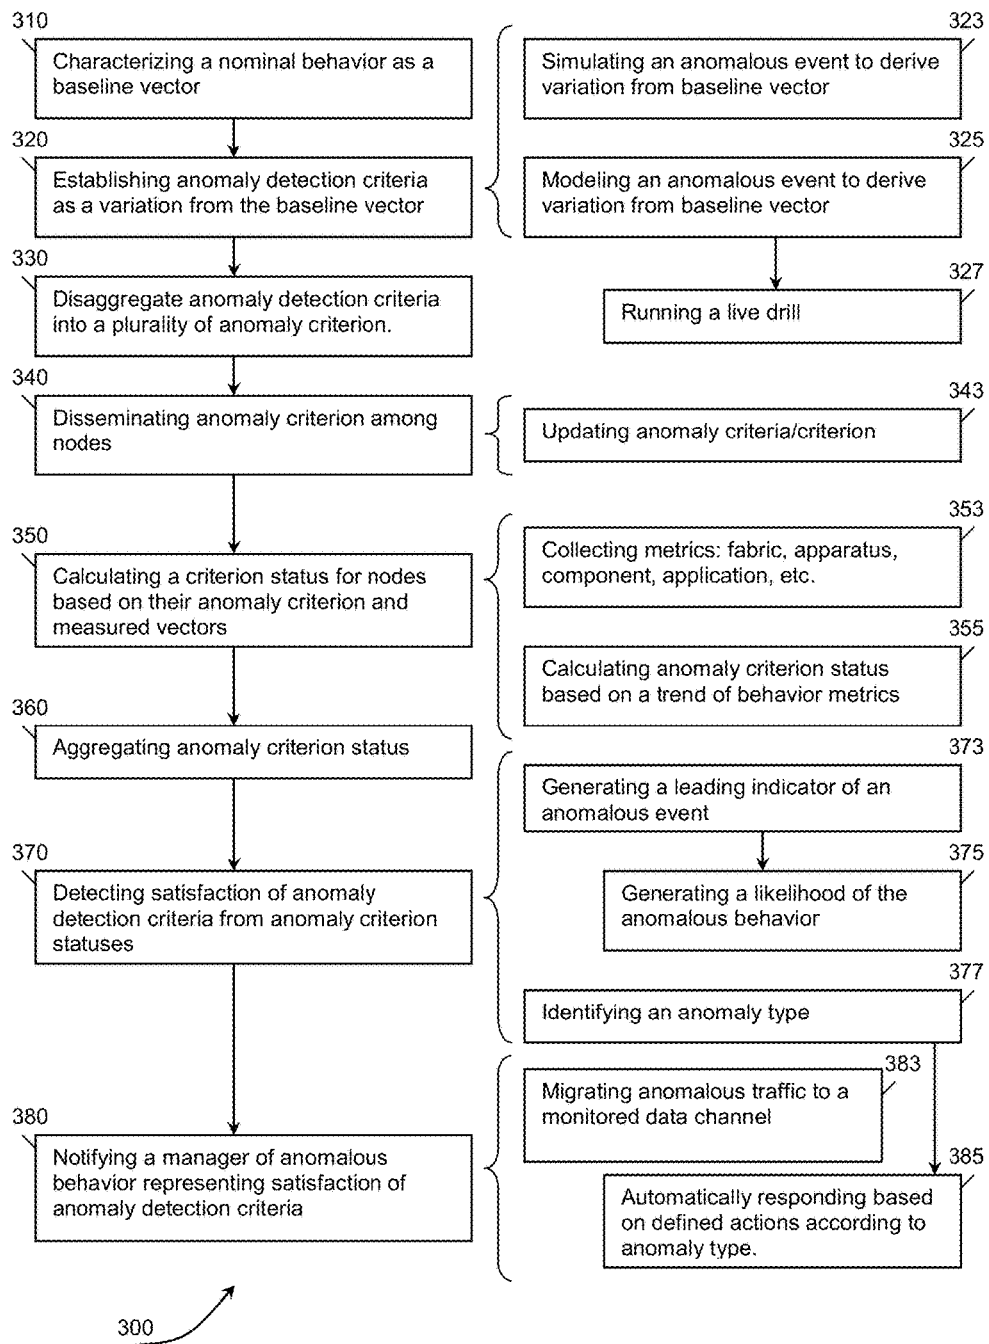 310
Characterizing a nominal behavior as a
baseline vector
323
Simulating an anomalous event to derive
variation from baseline vector
320
Establishing anomaly detection criteria
as a variation from the baseline vector
325
Modeling an anomalous event to derive
variation from baseline vector
327
Running a live drill
330
Disaggregate anomaly detection criteria
into a plurality of anomaly criterion.
340
Disseminating anomaly criterion among
nodes
343
Updating anomaly criteria/criterion
350
Calculating a criterion status for nodes
based on their anomaly criterion and
measured vectors
353
Collecting metrics: fabric, apparatus,
component, application, etc.
355
Calculating anomaly criterion status
based on a trend of behavior metrics
360
Aggregating anomaly criterion status
370
Detecting satisfaction of anomaly
detection criteria from anomaly criterion
statuses
373
Generating a leading indicator of an
anomalous event
375
Generating a likelihood of the
anomalous behavior
377
Identifying an anomaly type
380
Notifying a manager of anomalous
behavior representing satisfaction of
anomaly detection criteria
383
Migrating anomalous traffic to a
monitored data channel
385
Automatically responding based
on defined actions according to
anomaly type.
300